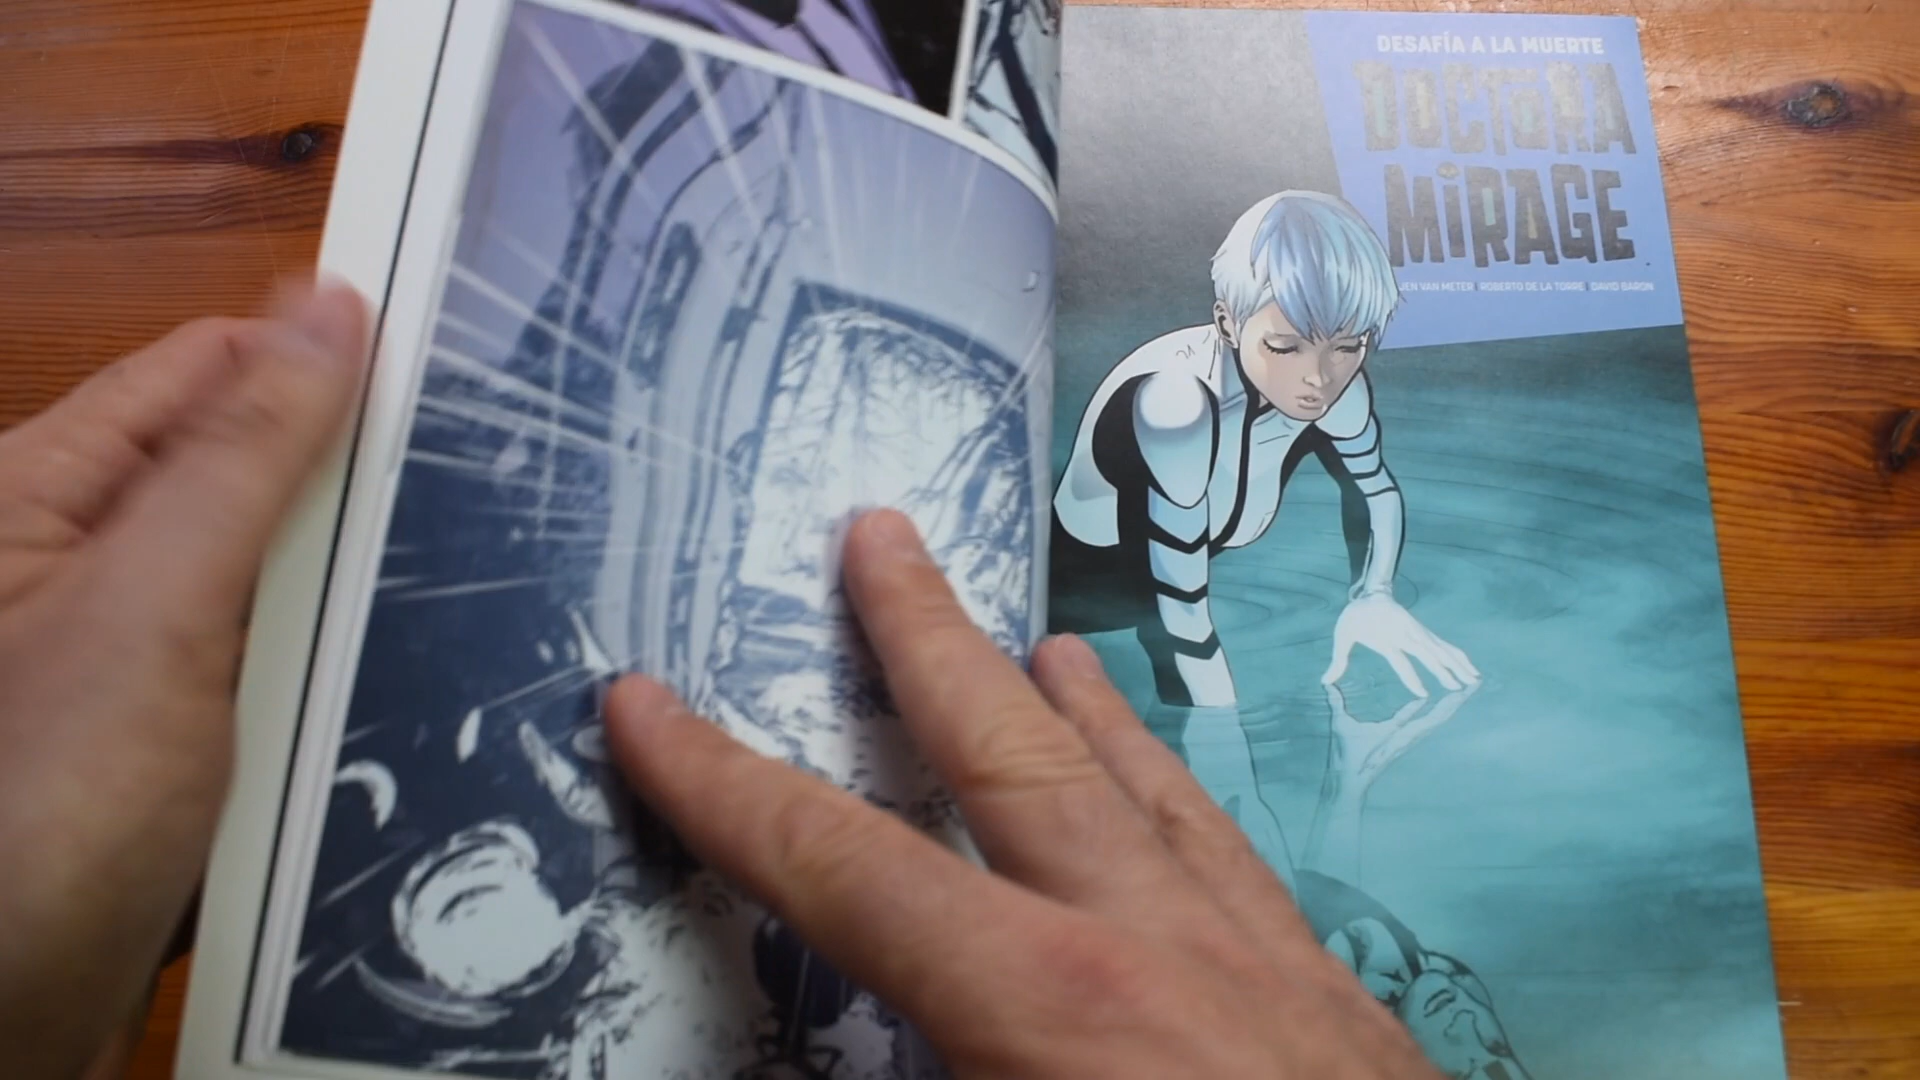 DESAFÍA A LA MUERTE
DOCTORA
MIRAGE
JEN VAN METER | ROBERTO DE LA TORRE | DAVID BARON